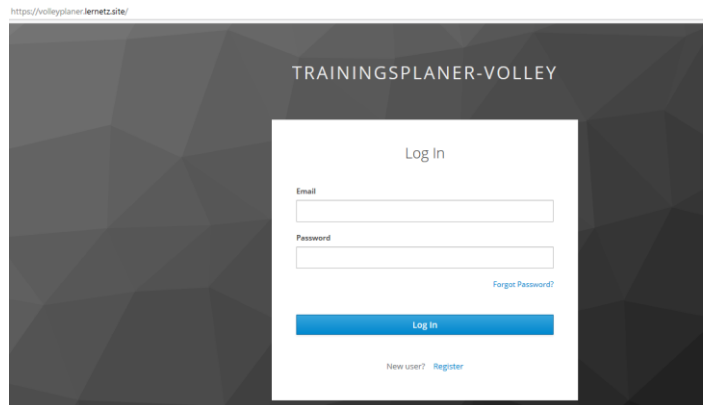 https://volleyplaner.lernetz.site/
TRAININGSPLANER-VOLLEY
Log In
Email
Password
Forgot Password?
Log In
New user? Register